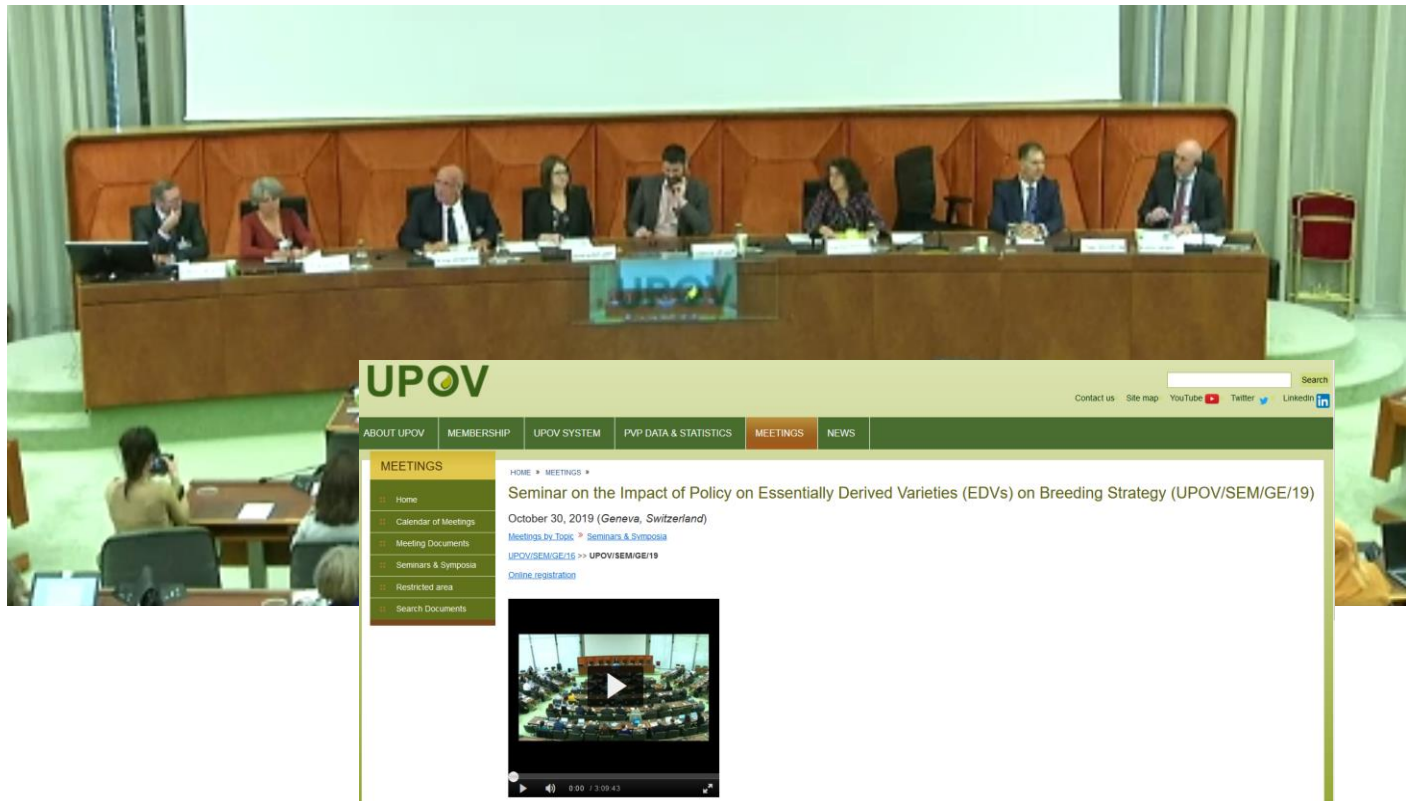 UPOV
UPOV
Search
Contact us Site map YouTube Twitter LinkedIn in
ABOUT UPOV MEMBERSHIP UPOV SYSTEM PVP DATA & STATISTICS MEETINGS NEWS
MEETINGS
Home
Calendar of Meetings
Meeting Documents
Seminars & Symposia
Restricted area
Search Documents
HOME » MEETINGS »
Seminar on the Impact of Policy on Essentially Derived Varieties (EDVs) on Breeding Strategy (UPOV/SEM/GE/19)
October 30, 2019 (Geneva, Switzerland)
Meetings by Topic » Seminars & Symposia
UPOV/SEM/GE/16 >> UPOV/SEM/GE/19
Online registration
0:00 / 3:09:43